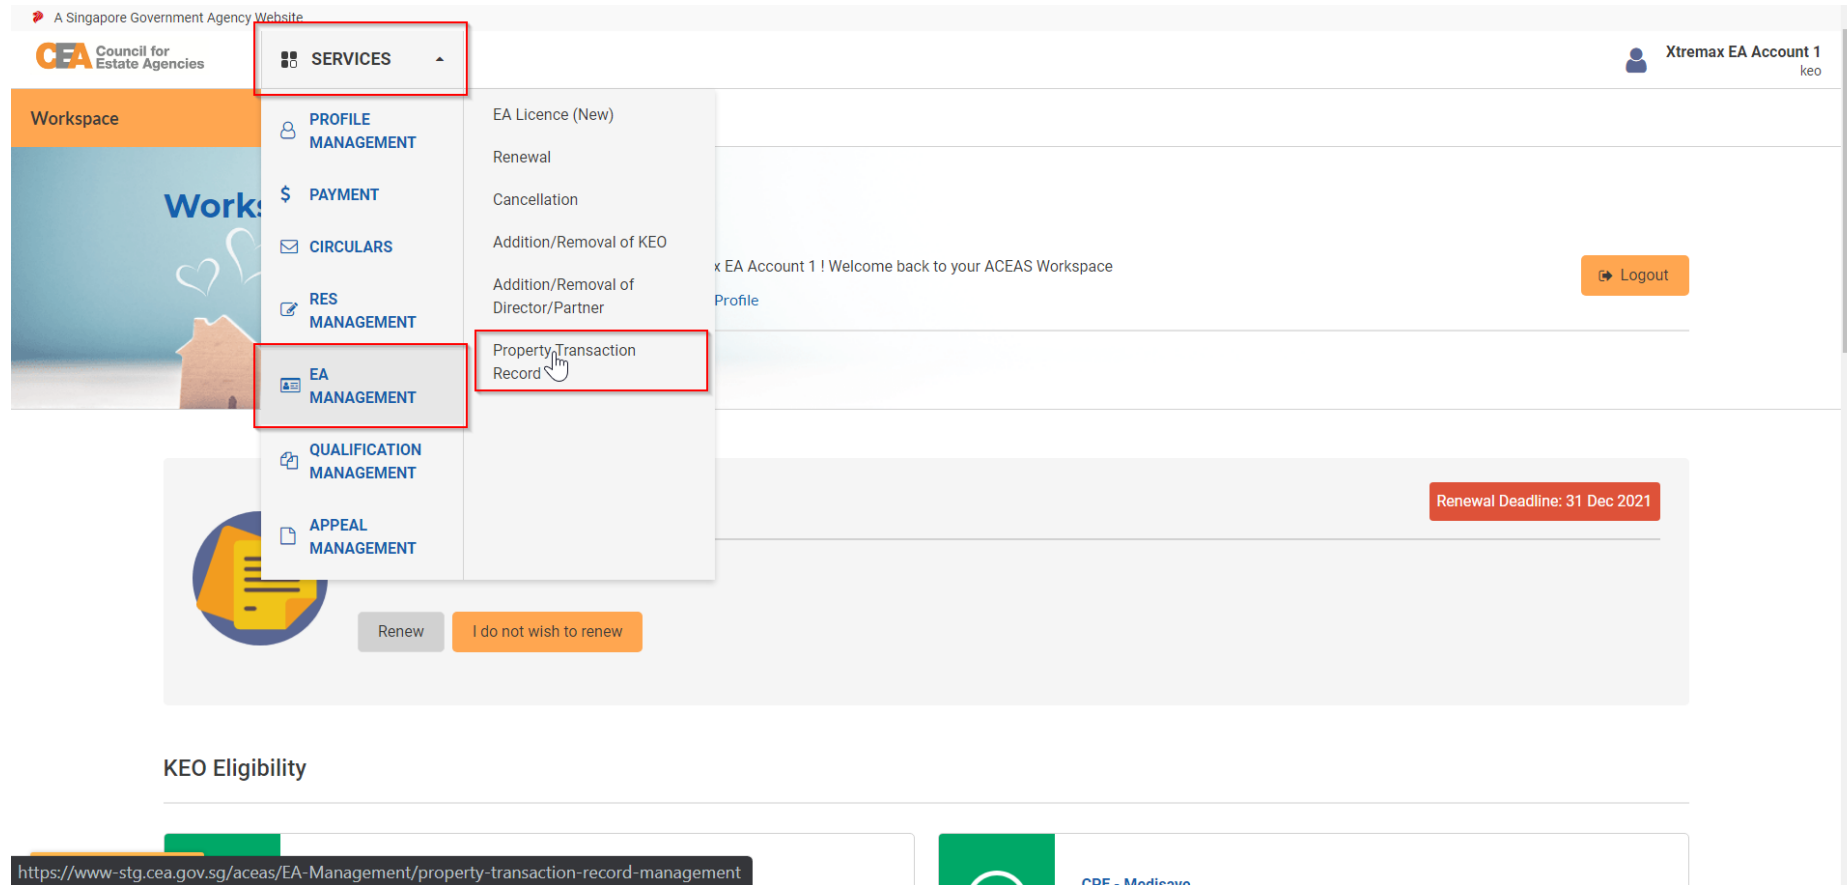 A Singapore Government Agency Website
CEA Council for
Estate Agencies
SERVICES
Xtremax EA Account 1
keo
Workspace
PROFILE
MANAGEMENT
PAYMENT
CIRCULARS
RES
MANAGEMENT
EA
MANAGEMENT
QUALIFICATION
MANAGEMENT
APPEAL
MANAGEMENT
EA Licence (New)
Renewal
Cancellation
Addition/Removal of KEO
Addition/Removal of
Director/Partner
Property Transaction
Record
Works
x EA Account 1 ! Welcome back to your ACEAS Workspace
Profile
Logout
Renewal Deadline: 31 Dec 2021
Renew
I do not wish to renew
KEO Eligibility
CPF - Medisave
https://www-stg.cea.gov.sg/aceas/EA-Management/property-transaction-record-management